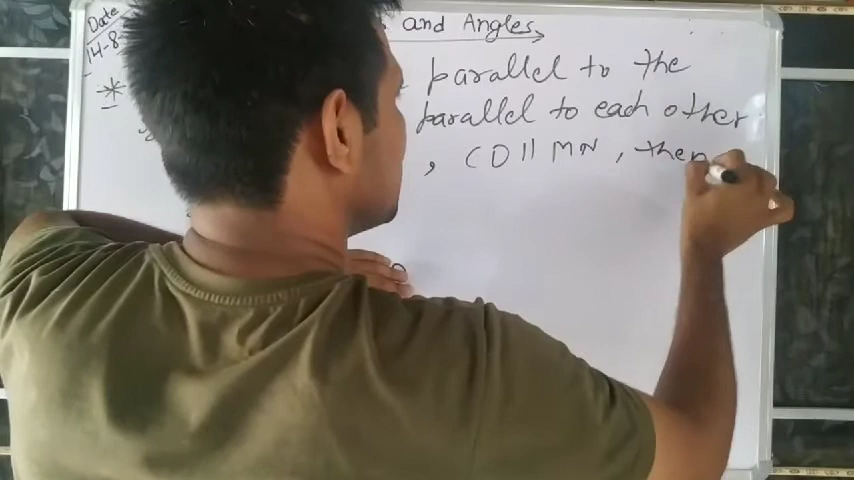 Date
14-8
and Angles
*
parallel to the
parallel to each other
, CD || MN , then